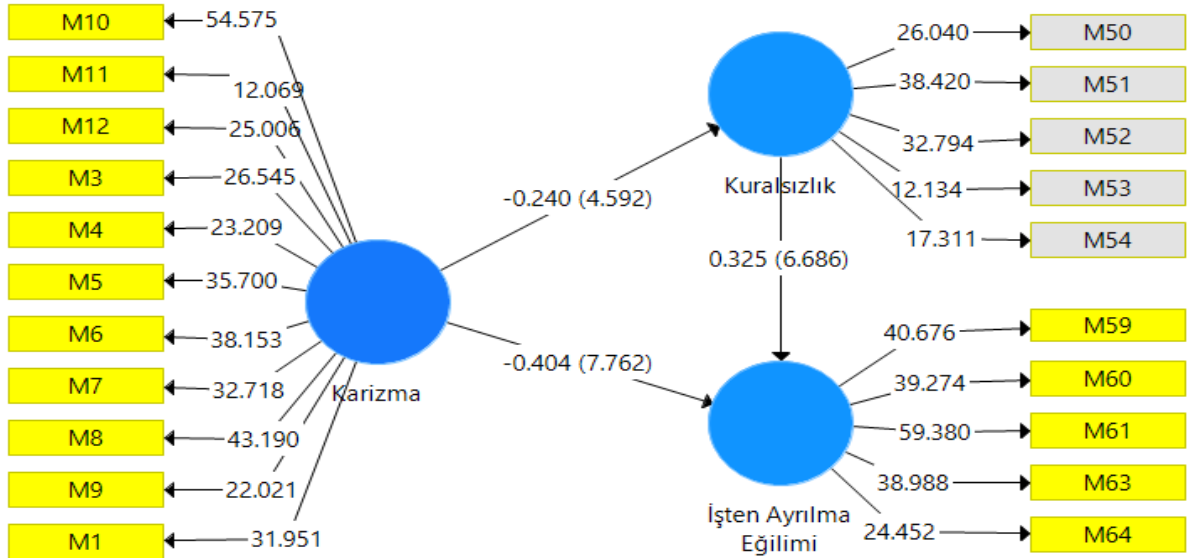 M10
54.575
M11
12.069
M12
25.006
M3
26.545
M4
23.209
M5
35.700
M6
38.153
M7
32.718
M8
43.190
M9
22.021
M1
31.951
Karizma
-0.240 (4.592)
-0.404 (7.762)
Kuralsızlık
0.325 (6.686)
İşten Ayrılma
Eğilimi
26.040
M50
38.420
M51
32.794
M52
12.134
M53
17.311
M54
40.676
M59
39.274
M60
59.380
M61
38.988
M63
24.452
M64